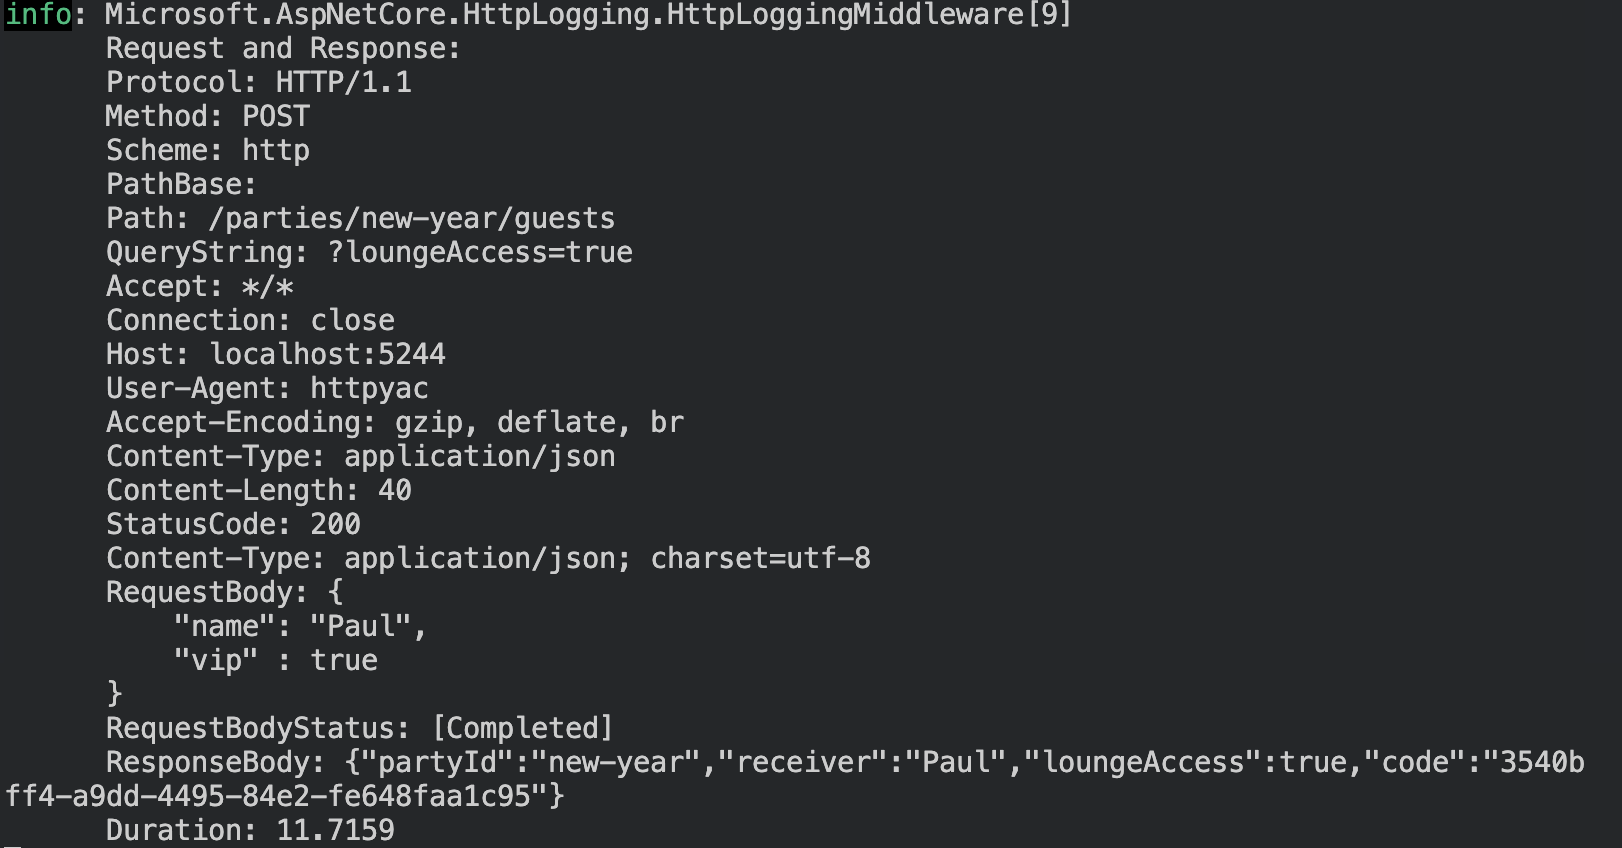 info: Microsoft.AspNetCore.HttpLogging.HttpLoggingMiddleware[9]
Request and Response:
Protocol: HTTP/1.1
Method: POST
Scheme: http
PathBase:
Path: /parties/new-year/guests
QueryString: ?loungeAccess=true
Accept: */*
Connection: close
Host: localhost:5244
User-Agent: httpyac
Accept-Encoding: gzip, deflate, br
Content-Type: application/json
Content-Length: 40
StatusCode: 200
Content-Type: application/json; charset=utf-8
RequestBody: {
"name": "Paul",
"vip" : true
}
RequestBodyStatus: [Completed]
ResponseBody: {"partyId":"new-year","receiver":"Paul","loungeAccess":true,"code":"3540b
ff4-a9dd-4495-84e2-fe648faa1c95"}
Duration: 11.7159